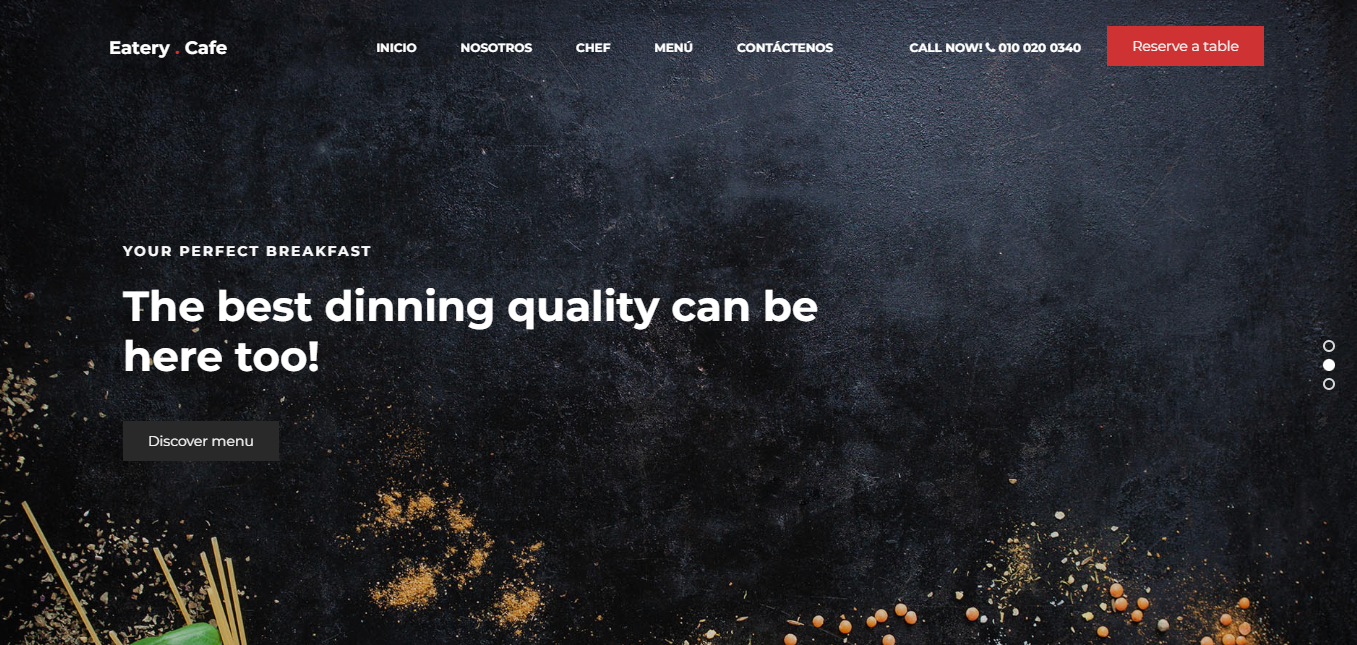 Eatery . Cafe
INICIO
NOSOTROS
CHEF
MENÚ
CONTÁCTENOS
CALL NOW! 010 020 0340
Reserve a table
YOUR PERFECT BREAKFAST
The best dinning quality can be
here too!
Discover menu